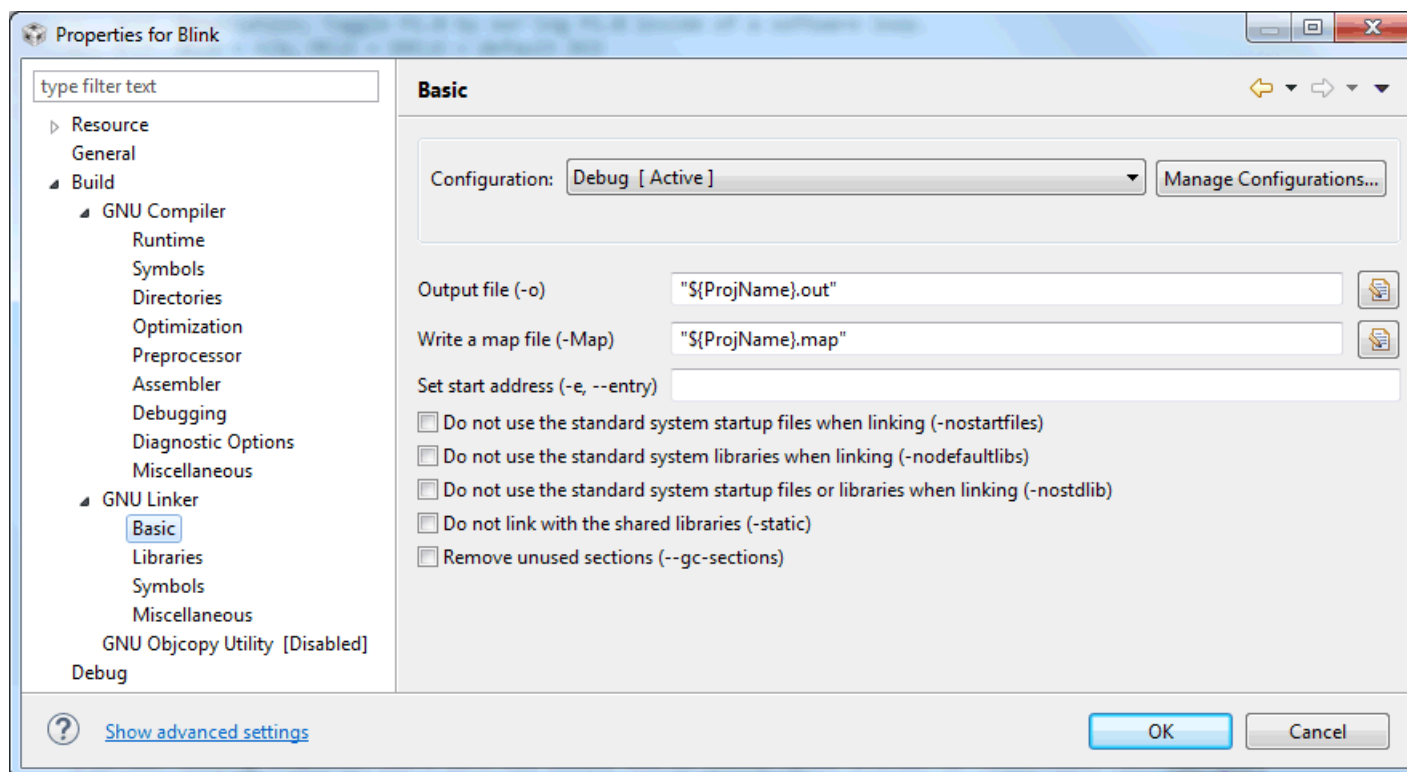 Properties for Blink
type filter text
Resource
General
Build
GNU Compiler
Runtime
Symbols
Directories
Optimization
Preprocessor
Assembler
Debugging
Diagnostic Options
Miscellaneous
GNU Linker
Basic
Libraries
Symbols
Miscellaneous
GNU Objcopy Utility [Disabled]
Debug
Basic
Configuration: Debug [ Active ] Manage Configurations...
Output file (-o) "${ProjName}.out"
Write a map file (-Map) "${ProjName}.map"
Set start address (-e, --entry)
Do not use the standard system startup files when linking (-nostartfiles)
Do not use the standard system libraries when linking (-nodefaultlibs)
Do not use the standard system startup files or libraries when linking (-nostdlib)
Do not link with the shared libraries (-static)
Remove unused sections (--gc-sections)
Show advanced settings
OK Cancel